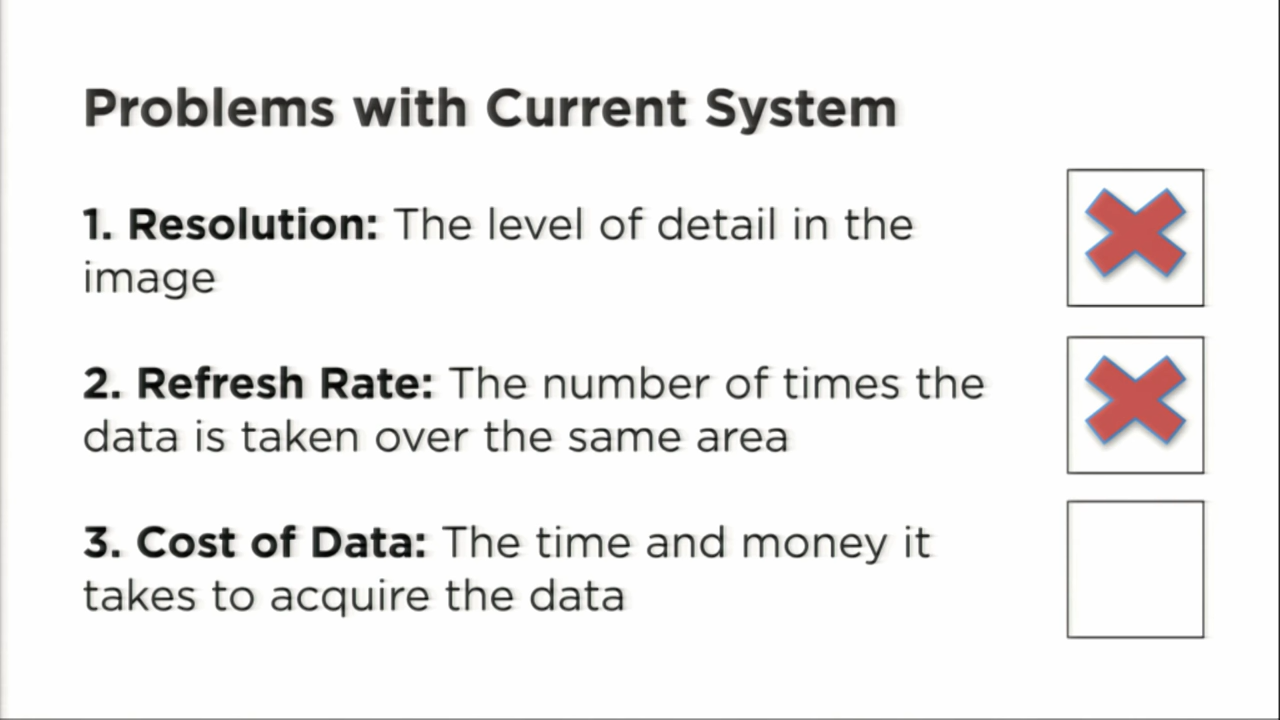 Problems with Current System
1. Resolution: The level of detail in the
image
2. Refresh Rate: The number of times the
data is taken over the same area
3. Cost of Data: The time and money it
takes to acquire the data